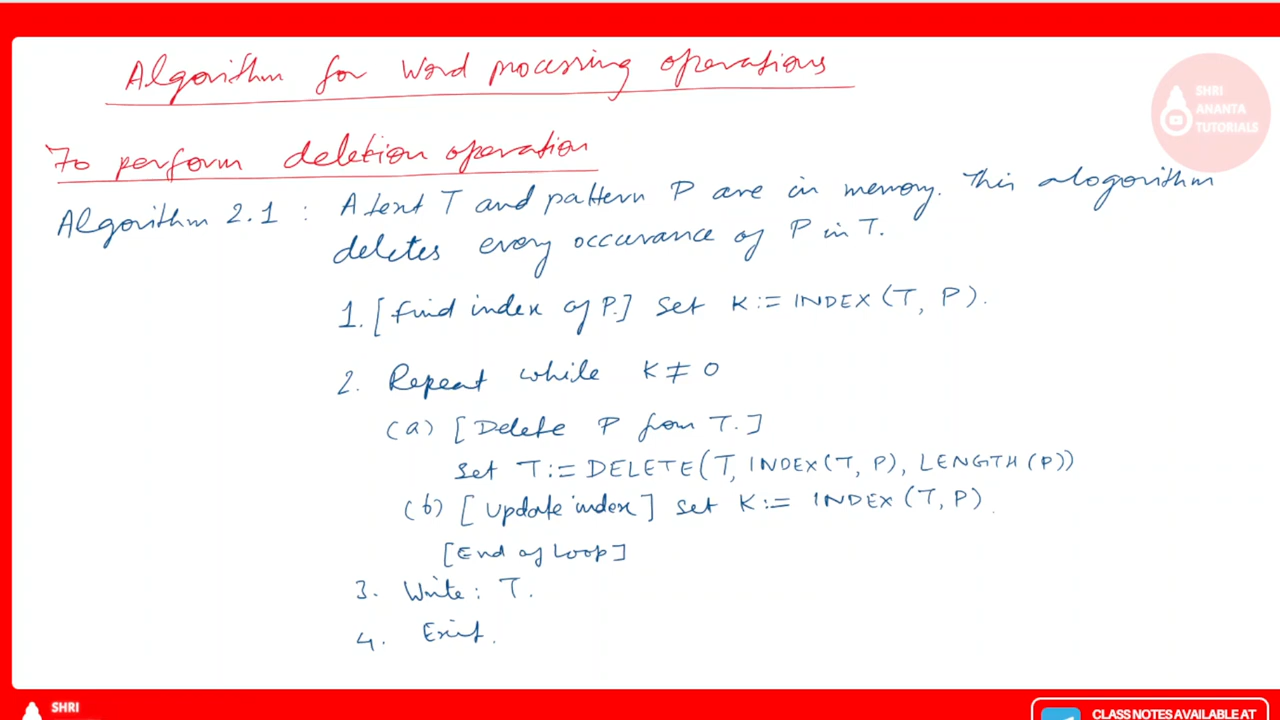 Algorithm for Word processing operations
SHRI
ANANTA
TUTORIALS
To perform deletion operation
Algorithm 2.1 : A text T and pattern P are in memory. This alogorithm
deletes every occurance of P in T.
1. [Find index of P.] Set K:= INDEX(T, P).
2. Repeat while K ≠ 0
(a) [Delete P from T.]
Set T:= DELETE(T, INDEX(T, P), LENGTH(P))
(b) [Update index] Set K:= INDEX(T, P)
[End of Loop]
3. Write: T.
4. Exit.
SHRI
CLASS NOTES AVAILABLE AT